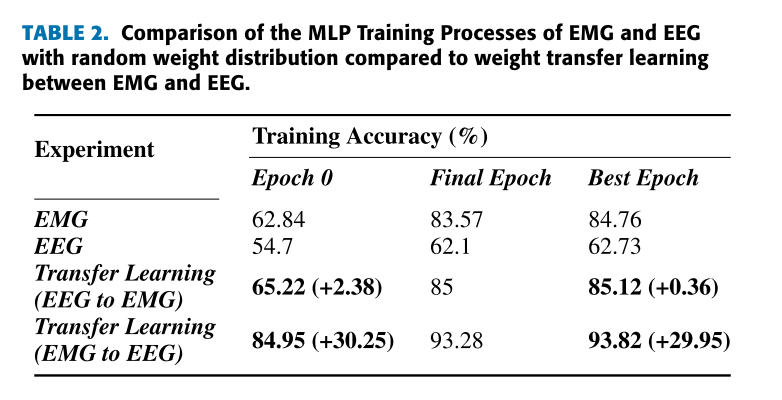 TABLE 2. Comparison of the MLP Training Processes of EMG and EEG
with random weight distribution compared to weight transfer learning
between EMG and EEG.
Experiment
Training Accuracy (%)
Epoch 0 Final Epoch Best Epoch
EMG 62.84 83.57 84.76
EEG 54.7 62.1 62.73
Transfer Learning
(EEG to EMG) 65.22 (+2.38) 85 85.12 (+0.36)
Transfer Learning
(EMG to EEG) 84.95 (+30.25) 93.28 93.82 (+29.95)